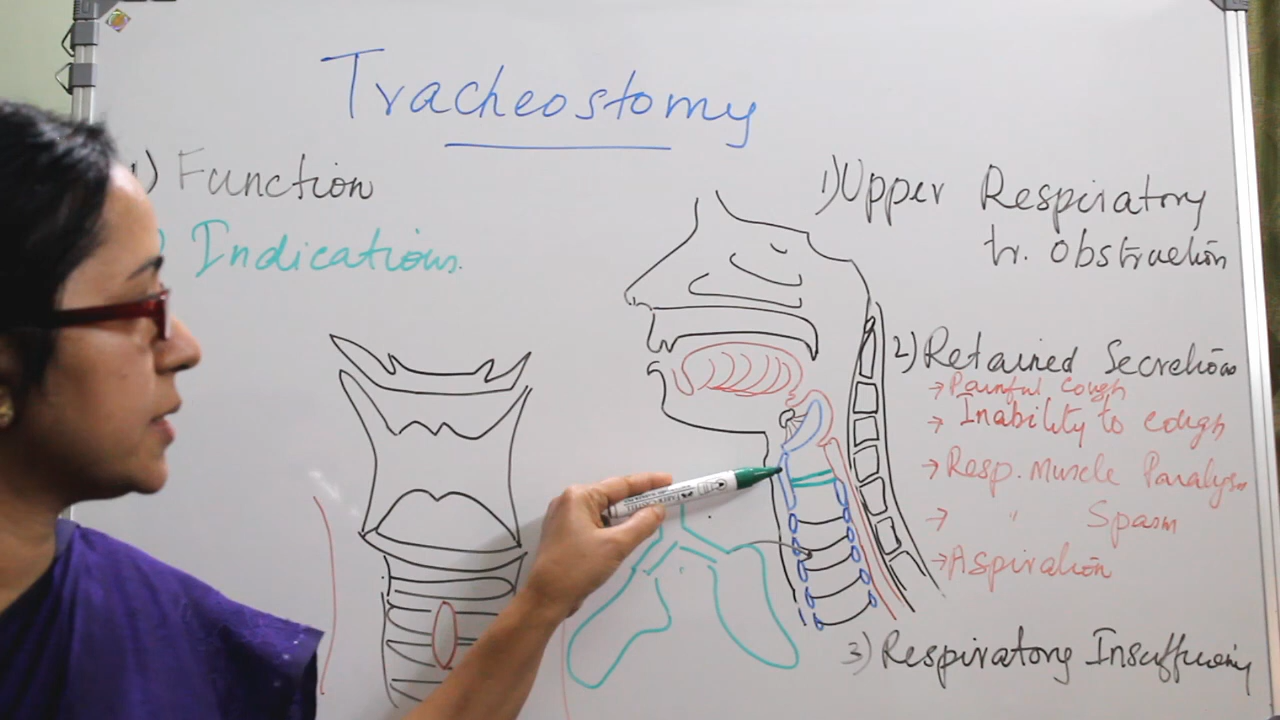 Tracheostomy
1) Function
Indications.
1) Upper Respiratory
tr. Obstruction
2) Retained Secretions
→ Painful cough
→ Inability to cough
→ Resp. Muscle Paralysis
→ " Spasm
→ Aspiration
3) Respiratory Insufficiency